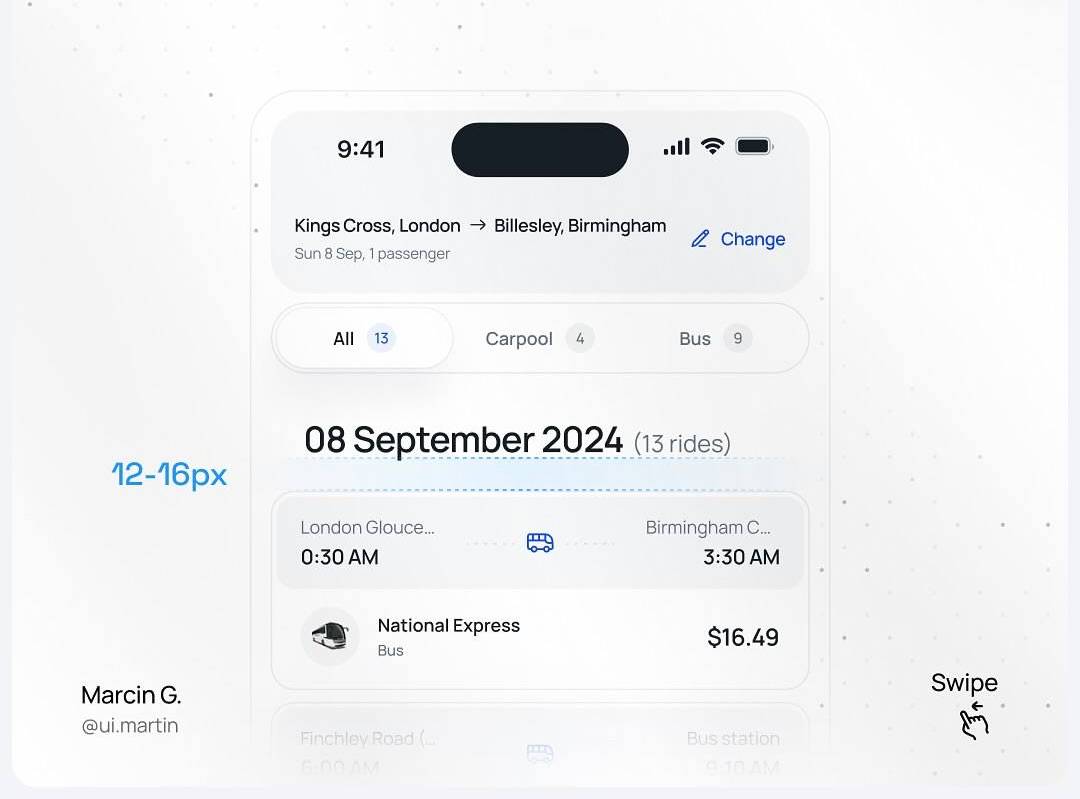 9:41
Kings Cross, London → Billesley, Birmingham
Sun 8 Sep, 1 passenger
Change
All 13
Carpool 4
Bus 9
08 September 2024 (13 rides)
12-16px
London Glouce...
Birmingham C...
0:30 AM
3:30 AM
National Express
Bus
$16.49
Marcin G.
@ui.martin
Swipe
Finchley Road (...
Bus station
6:00 AM
9:10 AM